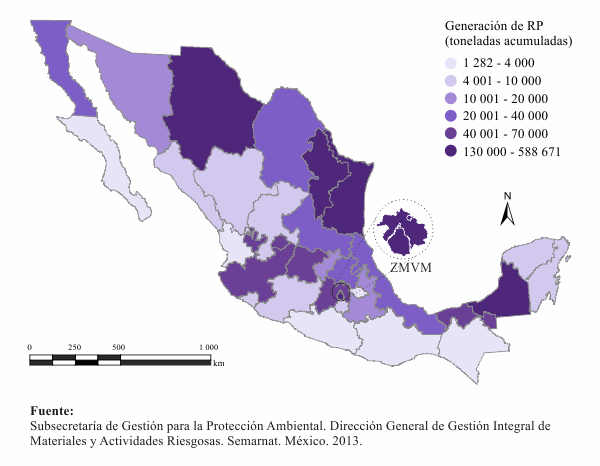 Generación de RP
(toneladas acumuladas)
1 282 - 4 000
4 001 - 10 000
10 001 - 20 000
20 001 - 40 000
40 001 - 70 000
130 000 - 588 671
N
ZMVM
0 250 500 1 000
km
Fuente:
Subsecretaría de Gestión para la Protección Ambiental. Dirección General de Gestión Integral de
Materiales y Actividades Riesgosas. Semarnat. México. 2013.